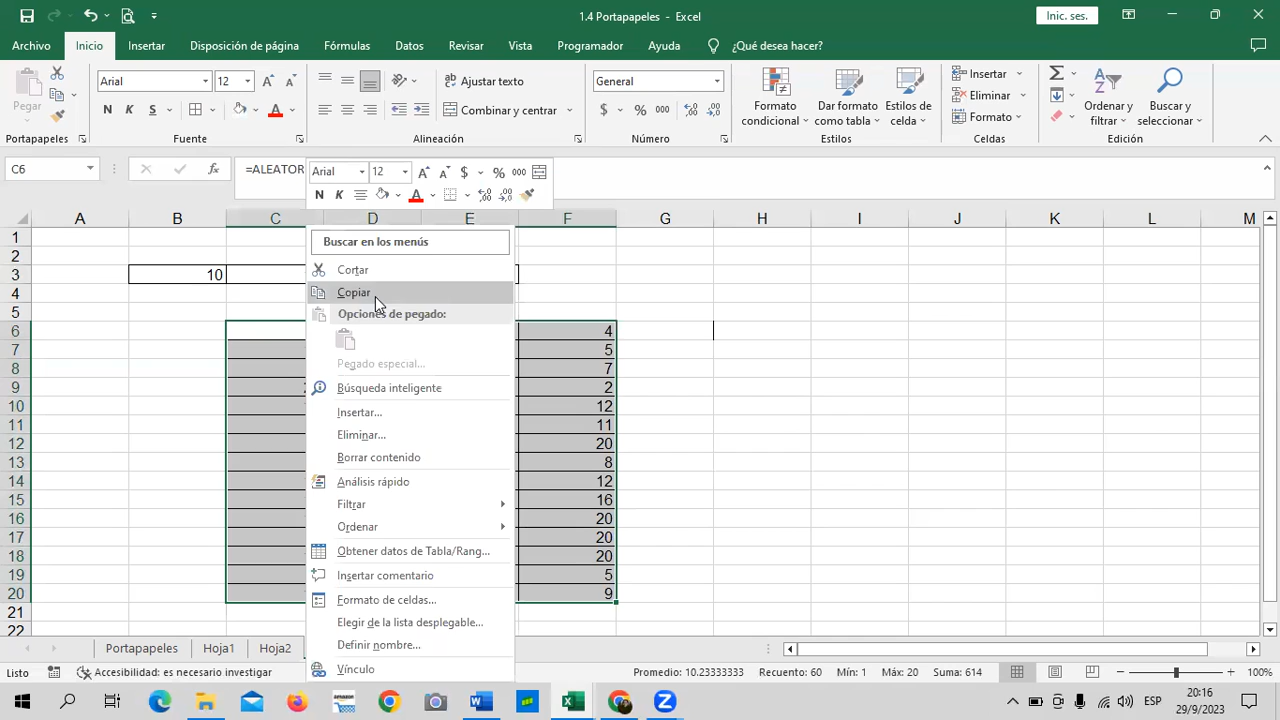 1.4 Portapapeles - Excel
Inic. ses.
Archivo Inicio Insertar Disposición de página Fórmulas Datos Revisar Vista Programador Ayuda ¿Qué desea hacer?
Pegar
Arial 12
N K S
Ajustar texto
Combinar y centrar
General
$ % 000
Formato condicional
Dar formato como tabla
Estilos de celda
Insertar
Eliminar
Formato
Ordenar y filtrar
Buscar y seleccionar
Portapapeles Fuente Alineación Número Estilos Celdas Edición
C6 fx =ALEATOR
Arial 12 A A $ % 000
N K A
A B C D E F G H I J K L M
1
2
3 10
4
5
6 4
7 5
8 7
9 2
10 12
11 11
12 20
13 8
14 12
15 16
16 20
17 20
18 20
19 5
20 9
21
22
Buscar en los menús
Cortar
Copiar
Opciones de pegado:
Pegado especial...
Búsqueda inteligente
Insertar...
Eliminar...
Borrar contenido
Análisis rápido
Filtrar
Ordenar
Obtener datos de Tabla/Rang...
Insertar comentario
Formato de celdas...
Elegir de la lista desplegable...
Definir nombre...
Vínculo
Portapapeles Hoja1 Hoja2
Listo Accesibilidad: es necesario investigar Promedio: 10.23333333 Recuento: 60 Mín: 1 Máx: 20 Suma: 614 100%
ESP
20:16
29/9/2023